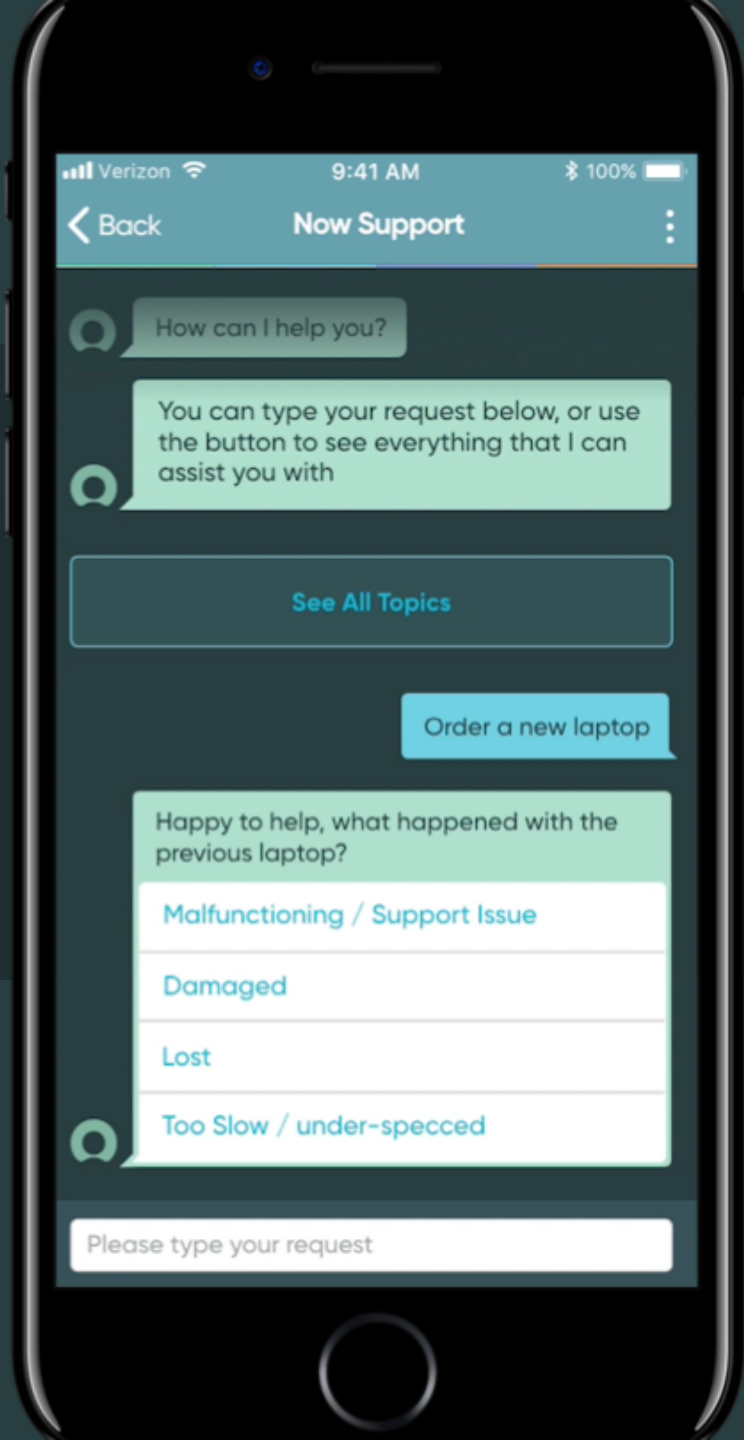 Verizon 9:41 AM 100%
Back Now Support
How can I help you?
You can type your request below, or use
the button to see everything that I can
assist you with
See All Topics
Order a new laptop
Happy to help, what happened with the
previous laptop?
Malfunctioning / Support Issue
Damaged
Lost
Too Slow / under-specced
Please type your request